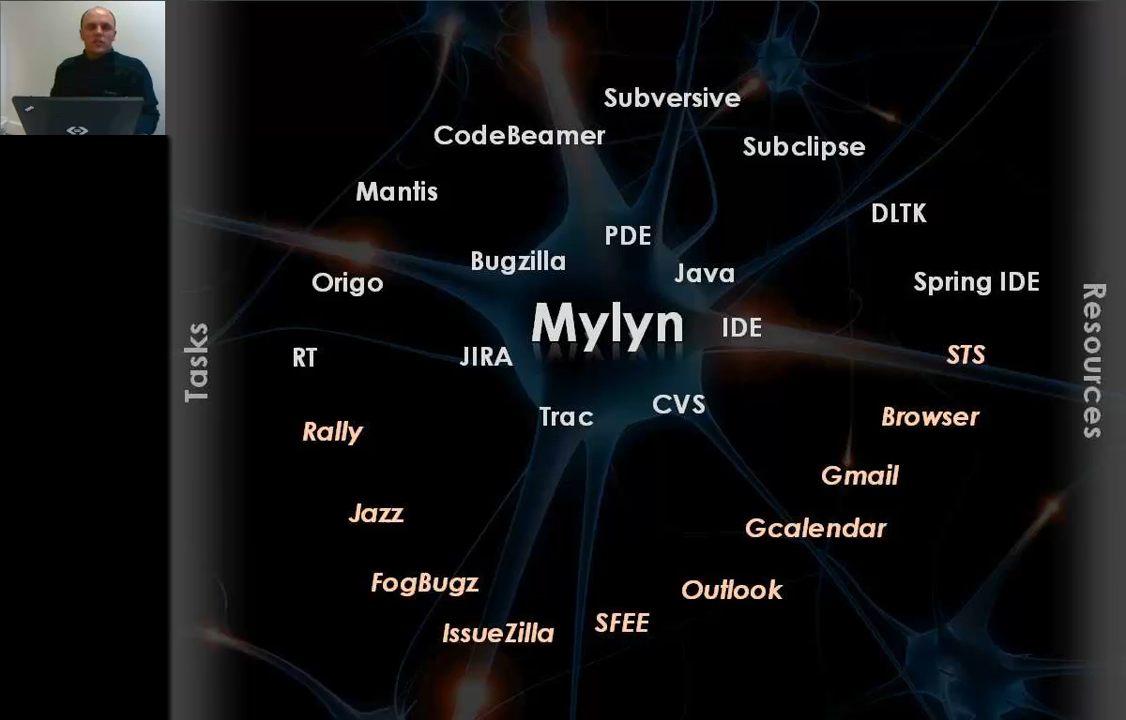 Subversive
CodeBeamer
Subclipse
Mantis
DLTK
PDE
Bugzilla
Java
Origo
Spring IDE
Mylyn
IDE
Tasks
Resources
RT
JIRA
STS
CVS
Trac
Browser
Rally
Gmail
Jazz
Gcalendar
FogBugz
Outlook
SFEE
IssueZilla